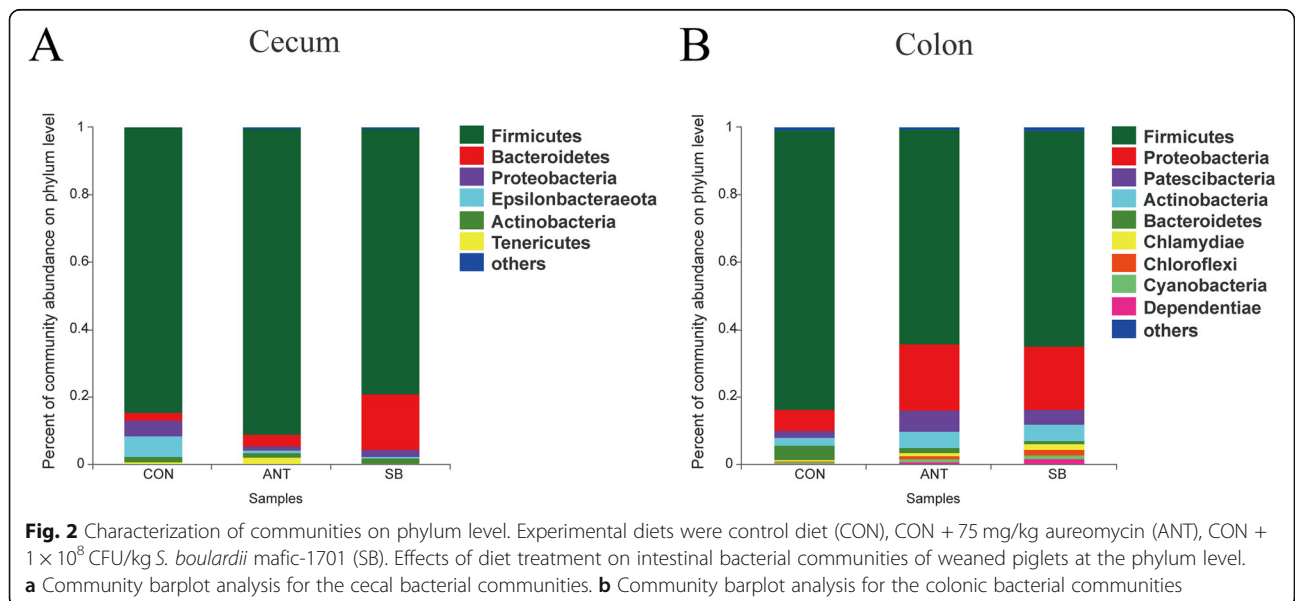 A
Cecum
Percent of community abundance on phylum level
1
0.8
0.6
0.4
0.2
0
CON
ANT
SB
Samples
Firmicutes
Bacteroidetes
Proteobacteria
Epsilonbacteraeota
Actinobacteria
Tenericutes
others
B
Colon
Percent of community abundance on phylum level
1
0.8
0.6
0.4
0.2
0
CON
ANT
SB
Samples
Firmicutes
Proteobacteria
Patescibacteria
Actinobacteria
Bacteroidetes
Chlamydiae
Chloroflexi
Cyanobacteria
Dependentiae
others
Fig. 2 Characterization of communities on phylum level. Experimental diets were control diet (CON), CON + 75 mg/kg aureomycin (ANT), CON +
1 × 10⁸ CFU/kg S. boulardii mafic-1701 (SB). Effects of diet treatment on intestinal bacterial communities of weaned piglets at the phylum level.
a Community barplot analysis for the cecal bacterial communities. b Community barplot analysis for the colonic bacterial communities